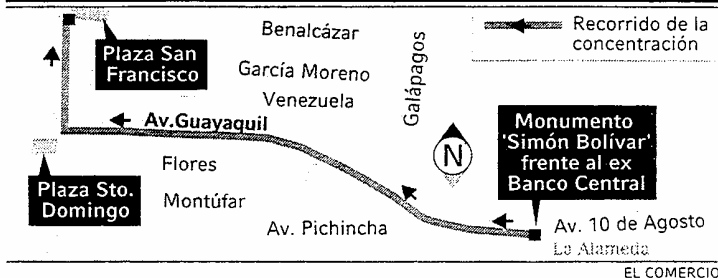 Plaza San
Francisco
Benalcázar
García Moreno
Venezuela
Galápagos
Recorrido de la
concentración
Av.Guayaquil
Flores
Montúfar
Av. Pichincha
Plaza Sto.
Domingo
N
Monumento
'Simón Bolívar'
frente al ex
Banco Central
Av. 10 de Agosto
La Alameda
EL COMERCIO